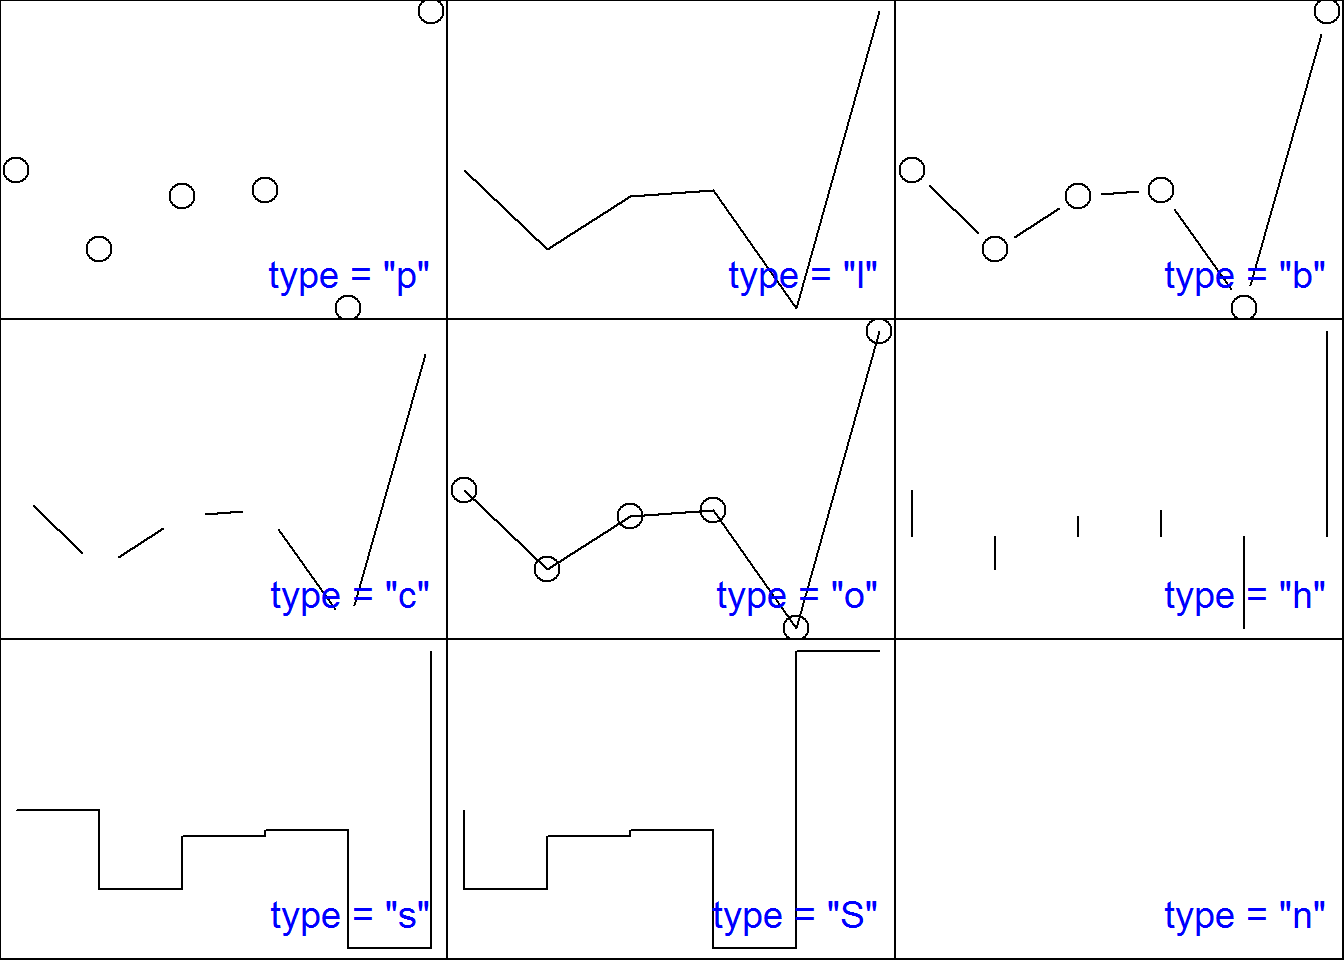 type = "p"
type = "l"
type = "b"
type = "c"
type = "o"
type = "h"
type = "s"
type = "S"
type = "n"